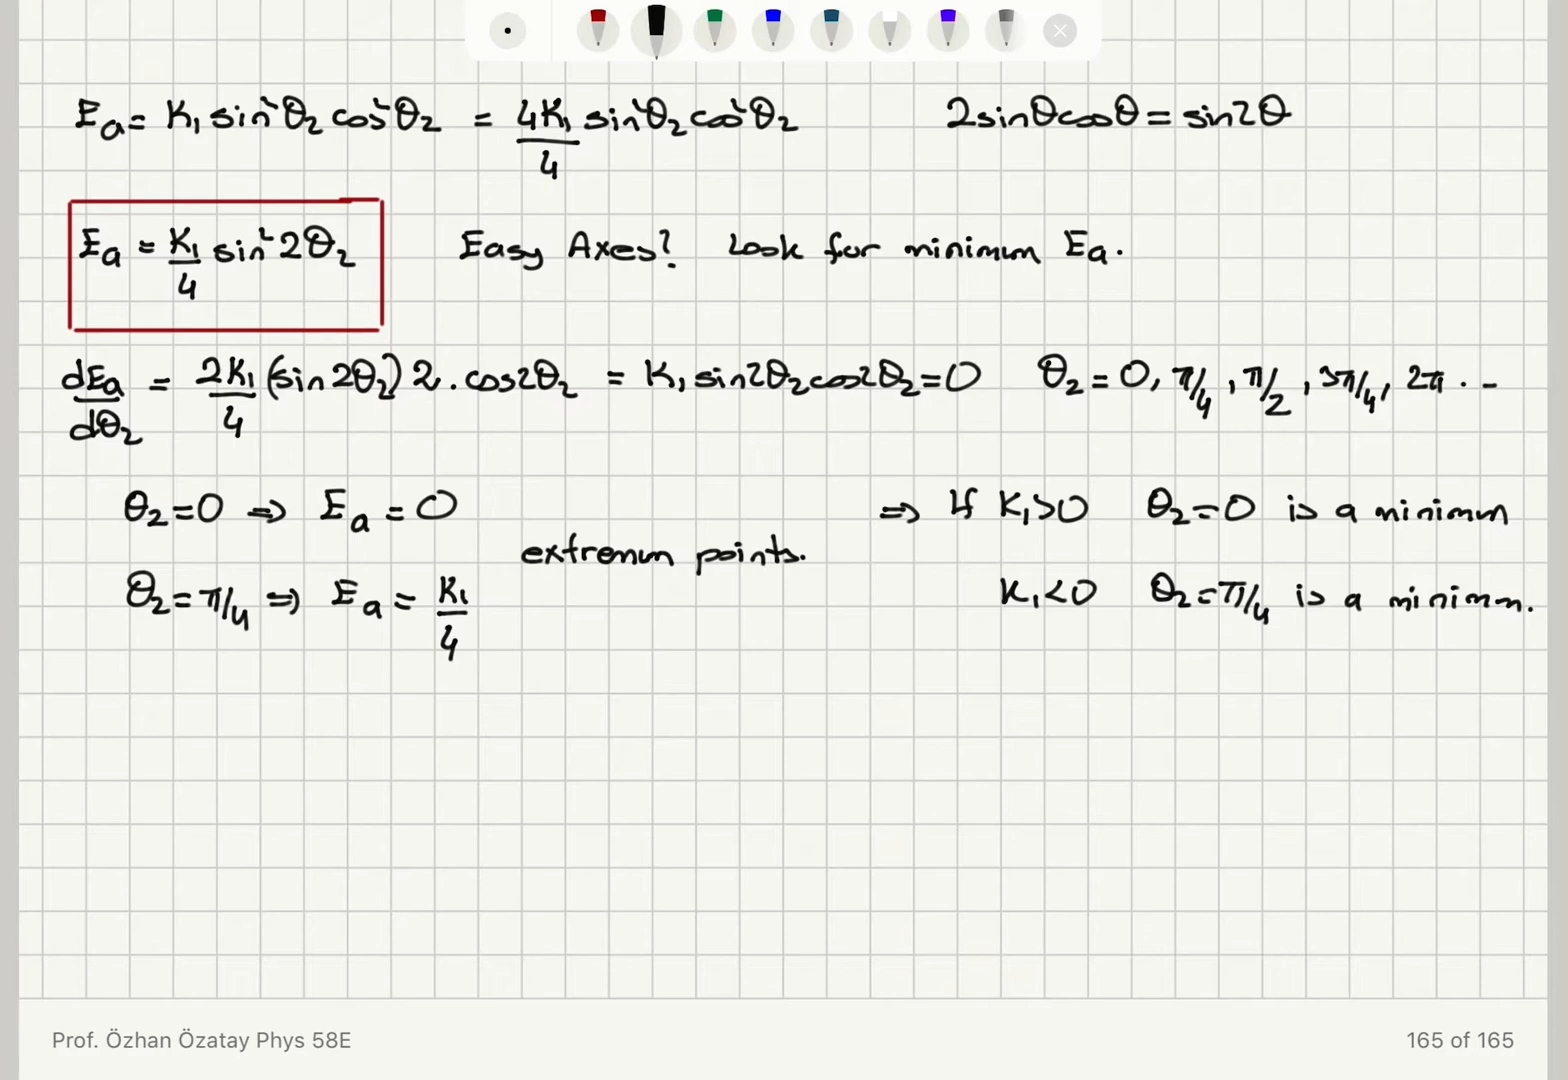 Ea = K₁ sin²θ₂ cos²θ₂ = 4K₁/4 sin²θ₂ cos²θ₂ 2sinθcosθ = sin2θ
Ea = K₁/4 sin²2θ₂ Easy Axes? Look for minimum Ea.
dEa/dθ₂ = 2K₁/4 (sin2θ₂) 2 . cos2θ₂ = K₁ sin2θ₂ cos2θ₂ = 0 θ₂ = 0, π/4, π/2, 3π/4, 2π . . -
θ₂ = 0 ⇒ Ea = 0 ⇒ If K₁>0 θ₂ = 0 is a minimum
extremum points.
θ₂ = π/4 ⇒ Ea = K₁/4 K₁<0 θ₂ = π/4 is a minimum.
Prof. Özhan Özatay Phys 58E 165 of 165